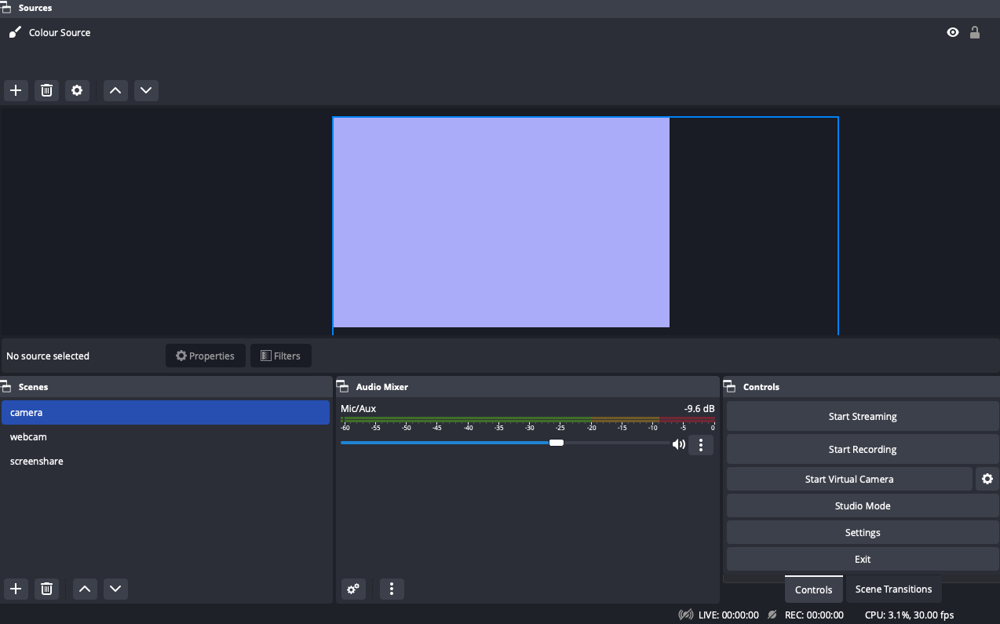 Sources
Colour Source
No source selected
Properties
Filters
Scenes
camera
webcam
screenshare
Audio Mixer
Mic/Aux -9.6 dB
-60 -55 -50 -45 -40 -35 -30 -25 -20 -15 -10 -5 0
Controls
Start Streaming
Start Recording
Start Virtual Camera
Studio Mode
Settings
Exit
Controls Scene Transitions
LIVE: 00:00:00 REC: 00:00:00 CPU: 3.1%, 30.00 fps